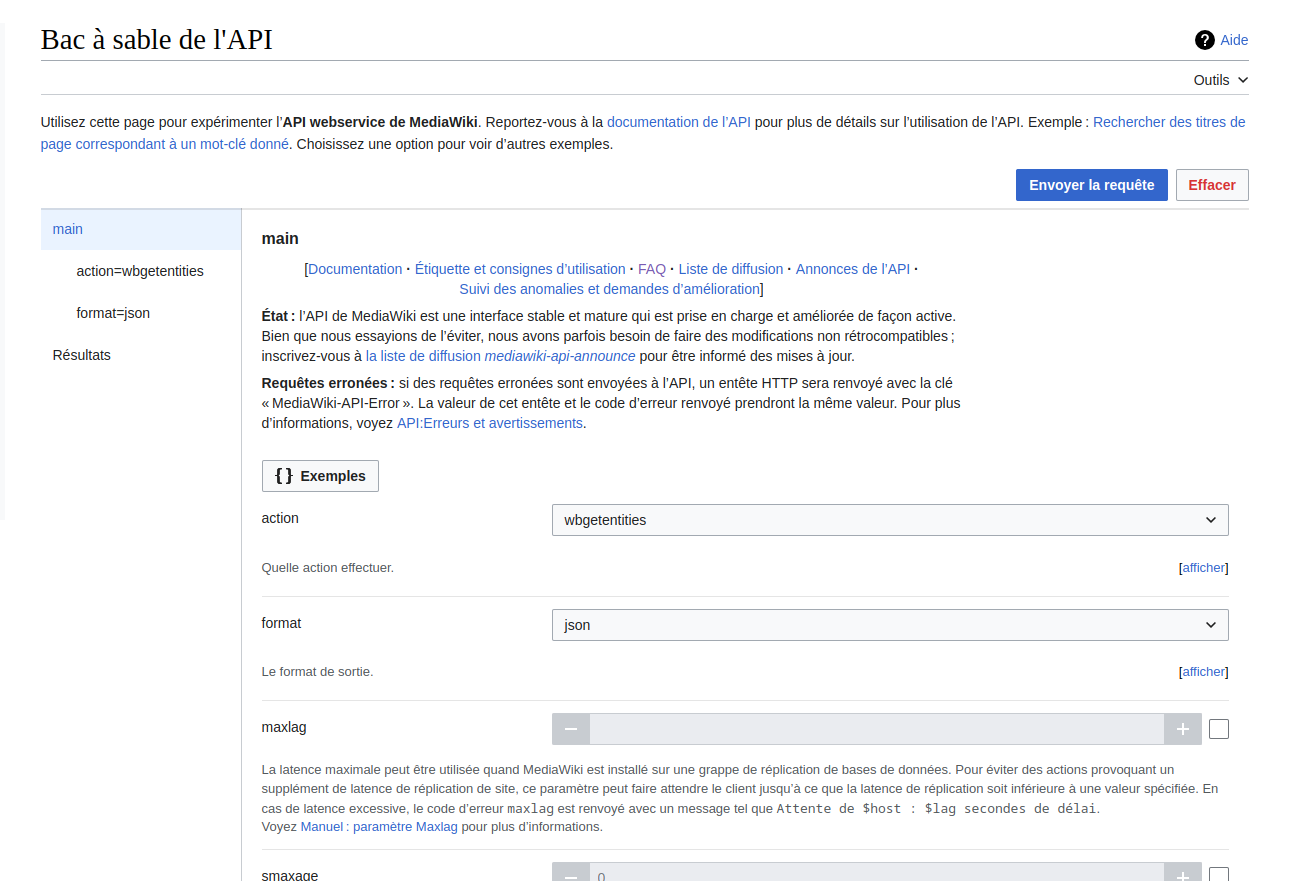 Bac à sable de l'API
? Aide
Outils
Utilisez cette page pour expérimenter l’API webservice de MediaWiki. Reportez-vous à la documentation de l’API pour plus de détails sur l’utilisation de l’API. Exemple : Rechercher des titres de
page correspondant à un mot-clé donné. Choisissez une option pour voir d’autres exemples.
Envoyer la requête Effacer
main
action=wbgetentities
format=json
Résultats
main
[Documentation · Étiquette et consignes d’utilisation · FAQ · Liste de diffusion · Annonces de l’API ·
Suivi des anomalies et demandes d’amélioration]
État : l’API de MediaWiki est une interface stable et mature qui est prise en charge et améliorée de façon active.
Bien que nous essayions de l’éviter, nous avons parfois besoin de faire des modifications non rétrocompatibles ;
inscrivez-vous à la liste de diffusion mediawiki-api-announce pour être informé des mises à jour.
Requêtes erronées : si des requêtes erronées sont envoyées à l’API, un entête HTTP sera renvoyé avec la clé
« MediaWiki-API-Error ». La valeur de cet entête et le code d’erreur renvoyé prendront la même valeur. Pour plus
d’informations, voyez API:Erreurs et avertissements.
{} Exemples
action wbgetentities
Quelle action effectuer. [afficher]
format json
Le format de sortie. [afficher]
maxlag
La latence maximale peut être utilisée quand MediaWiki est installé sur une grappe de réplication de bases de données. Pour éviter des actions provoquant un
supplément de latence de réplication de site, ce paramètre peut faire attendre le client jusqu’à ce que la latence de réplication soit inférieure à une valeur spécifiée. En
cas de latence excessive, le code d’erreur maxlag est renvoyé avec un message tel que Attente de $host : $lag secondes de délai.
Voyez Manuel : paramètre Maxlag pour plus d’informations.
smaxage 0